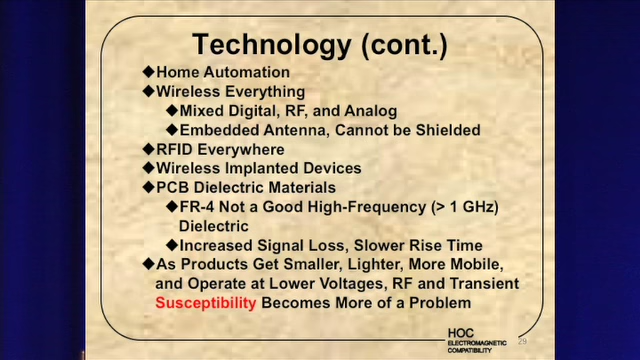 Technology (cont.)
◆Home Automation
◆Wireless Everything
◆Mixed Digital, RF, and Analog
◆Embedded Antenna, Cannot be Shielded
◆RFID Everywhere
◆Wireless Implanted Devices
◆PCB Dielectric Materials
◆FR-4 Not a Good High-Frequency (> 1 GHz)
Dielectric
◆Increased Signal Loss, Slower Rise Time
◆As Products Get Smaller, Lighter, More Mobile,
and Operate at Lower Voltages, RF and Transient
Susceptibility Becomes More of a Problem
HOC
ELECTROMAGNETIC
COMPATIBILITY
29